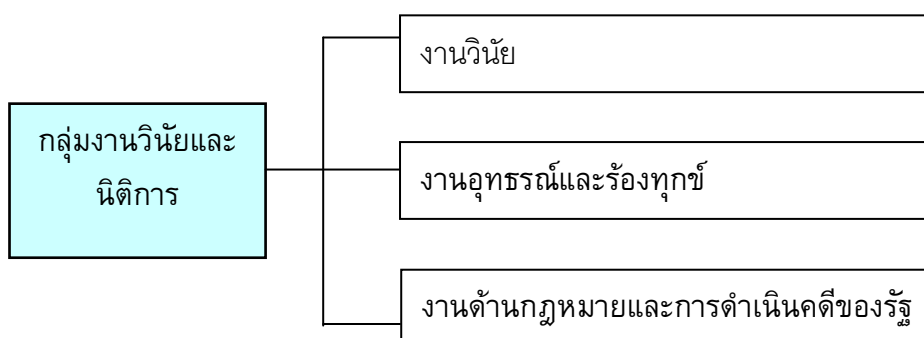 กลุ่มงานวินัยและ
นิติการ
งานวินัย
งานอุทธรณ์และร้องทุกข์
งานด้านกฎหมายและการดำเนินคดีของรัฐ